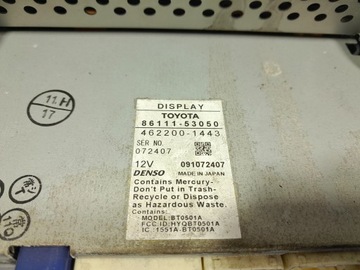 11.H
17
DISPLAY
TOYOTA
86111-53050
462200-1443
SER NO.
072407
12V 091072407
DENSO MADE IN JAPAN
Contains Mercury-
Don't Put in Trash-
Recycle or Dispose
as Hazardous Waste.
MODEL:BT0501A
FCC ID:HYQBT0501A
IC :1551A-BT0501A